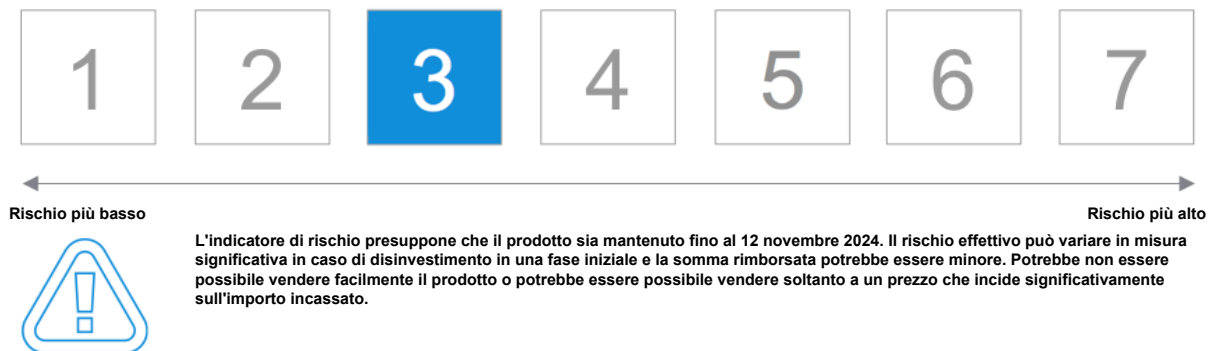 1 2 3 4 5 6 7
Rischio più basso Rischio più alto
L'indicatore di rischio presuppone che il prodotto sia mantenuto fino al 12 novembre 2024. Il rischio effettivo può variare in misura
significativa in caso di disinvestimento in una fase iniziale e la somma rimborsata potrebbe essere minore. Potrebbe non essere
possibile vendere facilmente il prodotto o potrebbe essere possibile vendere soltanto a un prezzo che incide significativamente
sull'importo incassato.